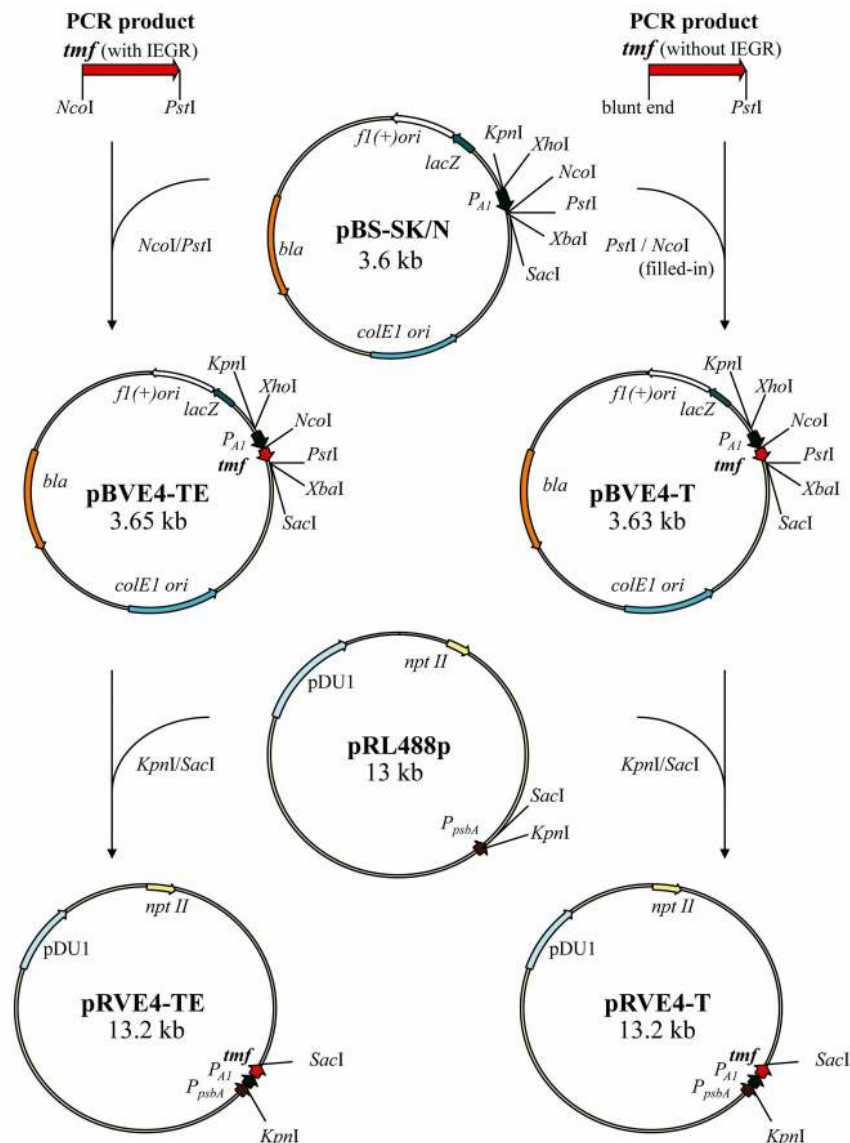 PCR product
tmf (with IEGR)
NcoI
PstI
PCR product
tmf (without IEGR)
blunt end
PstI
f1(+)ori
lacZ
KpnI
XhoI
NcoI
PstI
XbaI
SacI
PA1
bla
pBS-SK/N
3.6 kb
colE1 ori
NcoI/PstI
PstI / NcoI
(filled-in)
f1(+)ori
lacZ
KpnI
XhoI
NcoI
PstI
XbaI
SacI
PA1
tmf
bla
pBVE4-TE
3.65 kb
colE1 ori
f1(+)ori
lacZ
KpnI
XhoI
NcoI
PstI
XbaI
SacI
PA1
tmf
bla
pBVE4-T
3.63 kb
colE1 ori
npt II
pDU1
pRL488p
13 kb
SacI
PpsbA
KpnI
KpnI/SacI
KpnI/SacI
npt II
pDU1
pRVE4-TE
13.2 kb
tmf
SacI
PA1
PpsbA
KpnI
npt II
pDU1
pRVE4-T
13.2 kb
tmf
SacI
PA1
PpsbA
KpnI